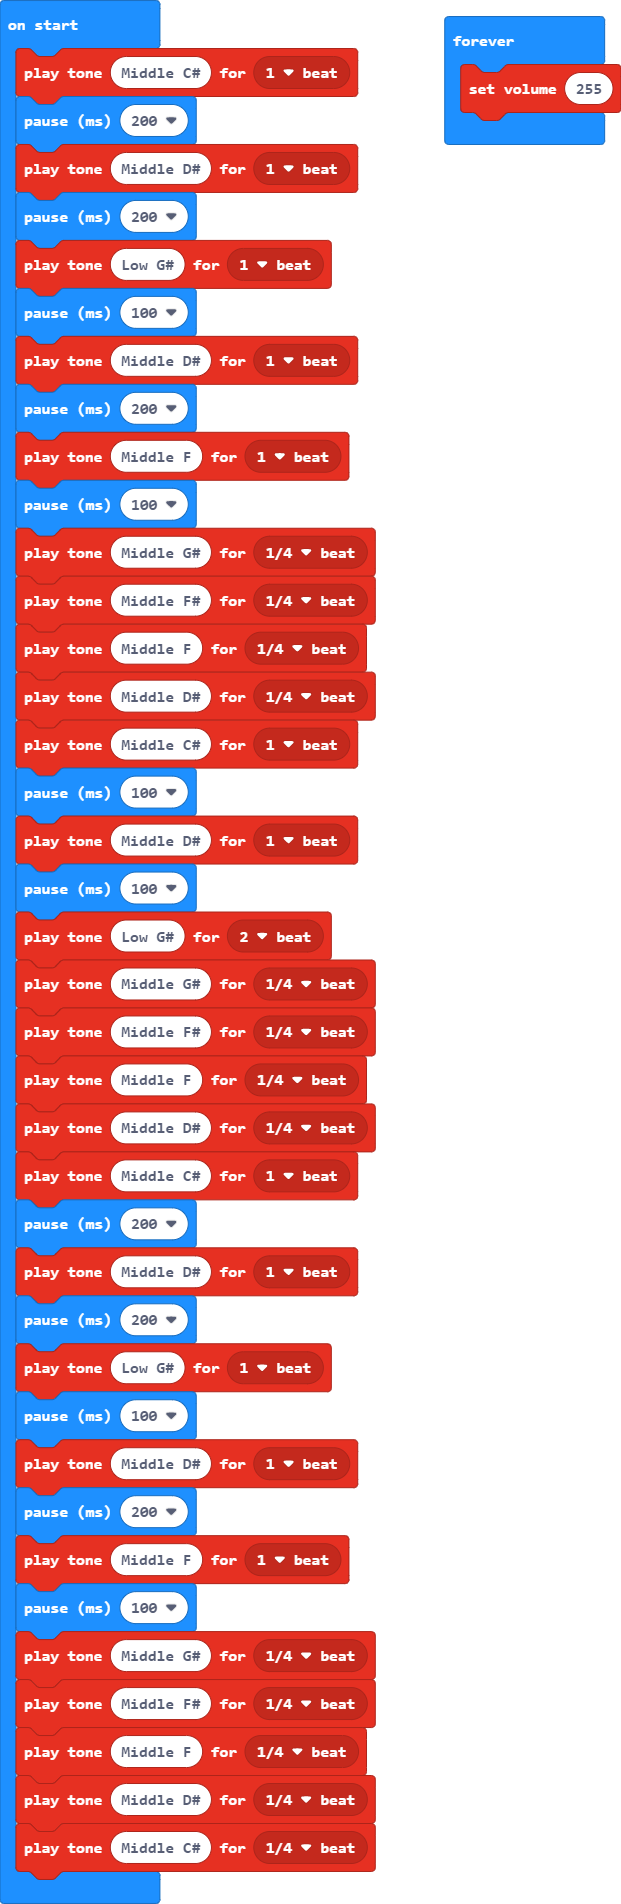 on start
play tone Middle C# for 1 beat
pause (ms) 200
play tone Middle D# for 1 beat
pause (ms) 200
play tone Low G# for 1 beat
pause (ms) 100
play tone Middle D# for 1 beat
pause (ms) 200
play tone Middle F for 1 beat
pause (ms) 100
play tone Middle G# for 1/4 beat
play tone Middle F# for 1/4 beat
play tone Middle F for 1/4 beat
play tone Middle D# for 1/4 beat
play tone Middle C# for 1 beat
pause (ms) 100
play tone Middle D# for 1 beat
pause (ms) 100
play tone Low G# for 2 beat
play tone Middle G# for 1/4 beat
play tone Middle F# for 1/4 beat
play tone Middle F for 1/4 beat
play tone Middle D# for 1/4 beat
play tone Middle C# for 1 beat
pause (ms) 200
play tone Middle D# for 1 beat
pause (ms) 200
play tone Low G# for 1 beat
pause (ms) 100
play tone Middle D# for 1 beat
pause (ms) 200
play tone Middle F for 1 beat
pause (ms) 100
play tone Middle G# for 1/4 beat
play tone Middle F# for 1/4 beat
play tone Middle F for 1/4 beat
play tone Middle D# for 1/4 beat
play tone Middle C# for 1/4 beat
forever
set volume 255